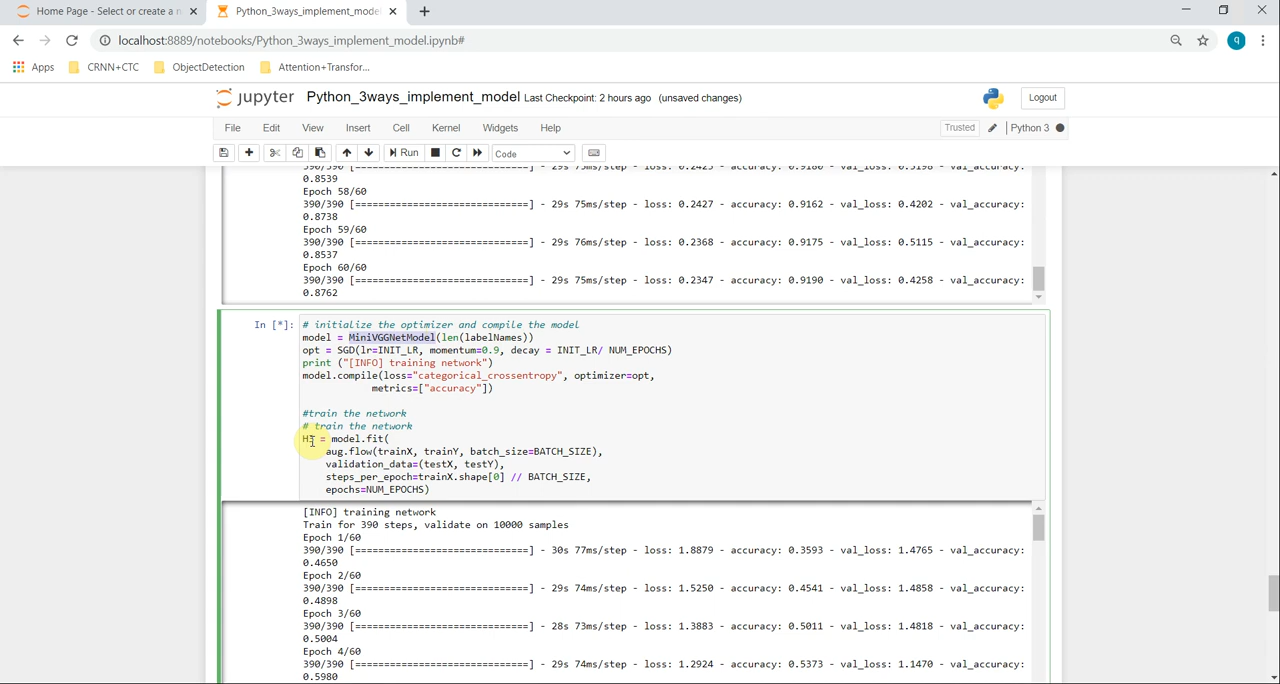 Home Page - Select or create a n
Python_3ways_implement_mode
localhost:8889/notebooks/Python_3ways_implement_model.ipynb#
q
Apps
CRNN+CTC
ObjectDetection
Attention+Transfor...
jupyter
Python_3ways_implement_model
Last Checkpoint: 2 hours ago (unsaved changes)
Logout
File
Edit
View
Insert
Cell
Kernel
Widgets
Help
Trusted
Python 3
Run
Code
0.8539
Epoch 58/60
390/390 [==============================] - 29s 75ms/step - loss: 0.2427 - accuracy: 0.9162 - val_loss: 0.4202 - val_accuracy:
0.8738
Epoch 59/60
390/390 [==============================] - 29s 76ms/step - loss: 0.2368 - accuracy: 0.9175 - val_loss: 0.5115 - val_accuracy:
0.8537
Epoch 60/60
390/390 [==============================] - 29s 75ms/step - loss: 0.2347 - accuracy: 0.9190 - val_loss: 0.4258 - val_accuracy:
0.8762
In [*]:
# initialize the optimizer and compile the model
model = MiniVGGNetModel(len(labelNames))
opt = SGD(lr=INIT_LR, momentum=0.9, decay = INIT_LR/ NUM_EPOCHS)
print ("[INFO] training network")
model.compile(loss="categorical_crossentropy", optimizer=opt,
metrics=["accuracy"])
#train the network
# train the network
= model.fit(
aug.flow(trainX, trainY, batch_size=BATCH_SIZE),
validation_data=(testX, testY),
steps_per_epoch=trainX.shape[0] // BATCH_SIZE,
epochs=NUM_EPOCHS)
[INFO] training network
Train for 390 steps, validate on 10000 samples
Epoch 1/60
390/390 [==============================] - 30s 77ms/step - loss: 1.8879 - accuracy: 0.3593 - val_loss: 1.4765 - val_accuracy:
0.4650
Epoch 2/60
390/390 [==============================] - 29s 74ms/step - loss: 1.5250 - accuracy: 0.4541 - val_loss: 1.4858 - val_accuracy:
0.4898
Epoch 3/60
390/390 [==============================] - 28s 73ms/step - loss: 1.3883 - accuracy: 0.5011 - val_loss: 1.4818 - val_accuracy:
0.5004
Epoch 4/60
390/390 [==============================] - 29s 74ms/step - loss: 1.2924 - accuracy: 0.5373 - val_loss: 1.1470 - val_accuracy:
0.5980